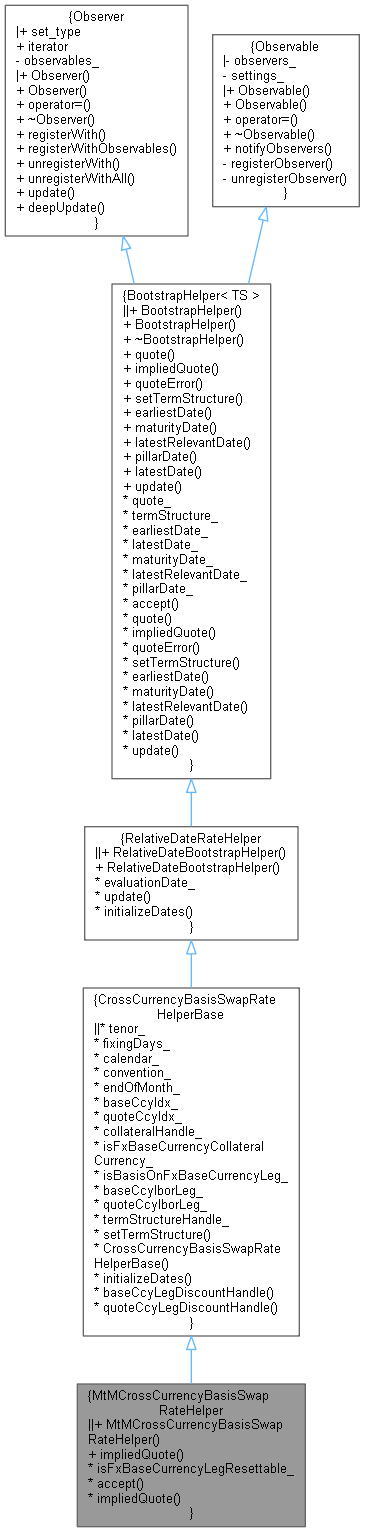 {Observer
|+ set_type
+ iterator
- observables_
|+ Observer()
+ Observer()
+ operator=()
+ ~Observer()
+ registerWith()
+ registerWithObservables()
+ unregisterWith()
+ unregisterWithAll()
+ update()
+ deepUpdate()
}
{Observable
|- observers_
- settings_
|+ Observable()
+ Observable()
+ operator=()
+ ~Observable()
+ notifyObservers()
- registerObserver()
- unregisterObserver()
}
{BootstrapHelper< TS >
||+ BootstrapHelper()
+ BootstrapHelper()
+ ~BootstrapHelper()
+ quote()
+ impliedQuote()
+ quoteError()
+ setTermStructure()
+ earliestDate()
+ maturityDate()
+ latestRelevantDate()
+ pillarDate()
+ latestDate()
+ update()
* quote_
* termStructure_
* earliestDate_
* latestDate_
* maturityDate_
* latestRelevantDate_
* pillarDate_
* accept()
* quote()
* impliedQuote()
* quoteError()
* setTermStructure()
* earliestDate()
* maturityDate()
* latestRelevantDate()
* pillarDate()
* latestDate()
* update()
}
{RelativeDateRateHelper
||+ RelativeDateBootstrapHelper()
+ RelativeDateBootstrapHelper()
* evaluationDate_
* update()
* initializeDates()
}
{CrossCurrencyBasisSwapRate
HelperBase
||* tenor_
* fixingDays_
* calendar_
* convention_
* endOfMonth_
* baseCcyIdx_
* quoteCcyIdx_
* collateralHandle_
* isFxBaseCurrencyCollateral
Currency_
* isBasisOnFxBaseCurrencyLeg_
* baseCcyIborLeg_
* quoteCcyIborLeg_
* termStructureHandle_
* setTermStructure()
* CrossCurrencyBasisSwapRate
HelperBase()
* initializeDates()
* baseCcyLegDiscountHandle()
* quoteCcyLegDiscountHandle()
}
{MtMCrossCurrencyBasisSwap
RateHelper
||+ MtMCrossCurrencyBasisSwap
RateHelper()
+ impliedQuote()
* isFxBaseCurrencyLegResettable_
* accept()
* impliedQuote()
}